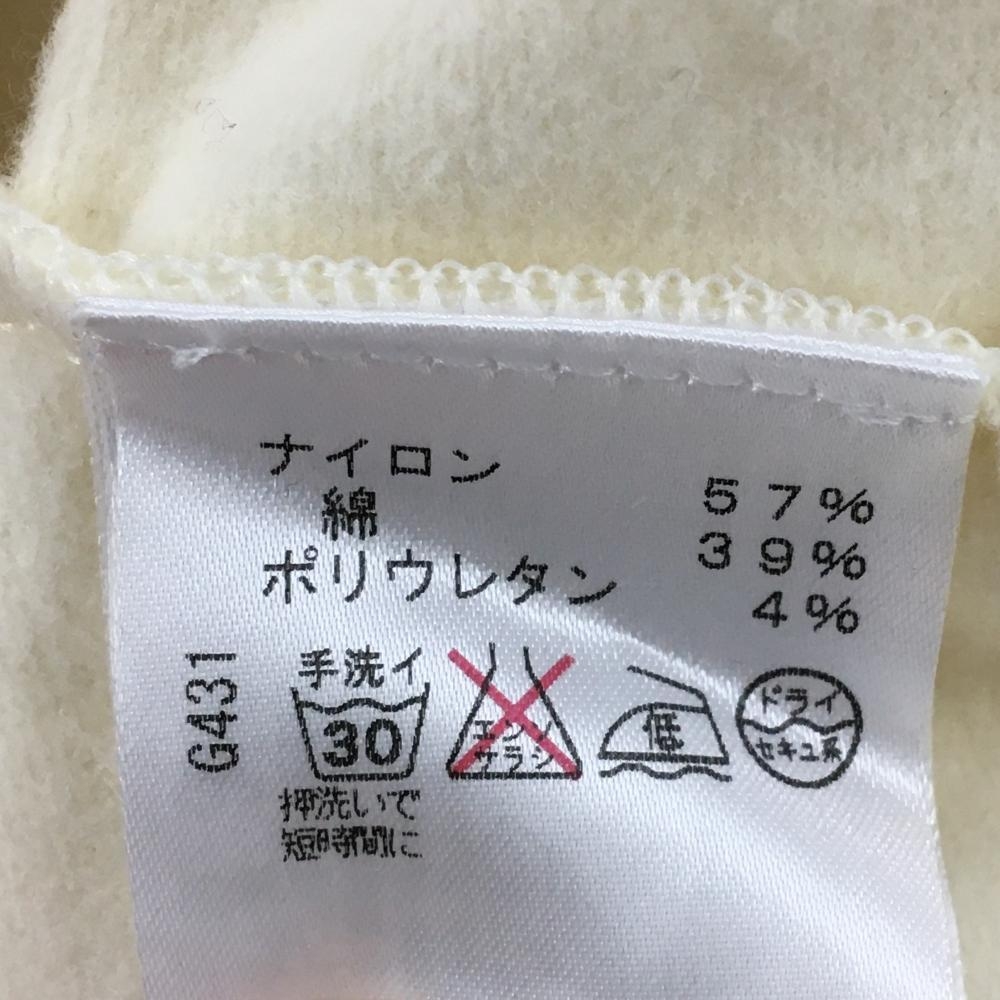 ナイロン 57%
綿 39%
ポリウレタン 4%
G431
手洗イ
30
押洗いで
短時間に
エンソ
サラシ
低
ドライ
セキユ系